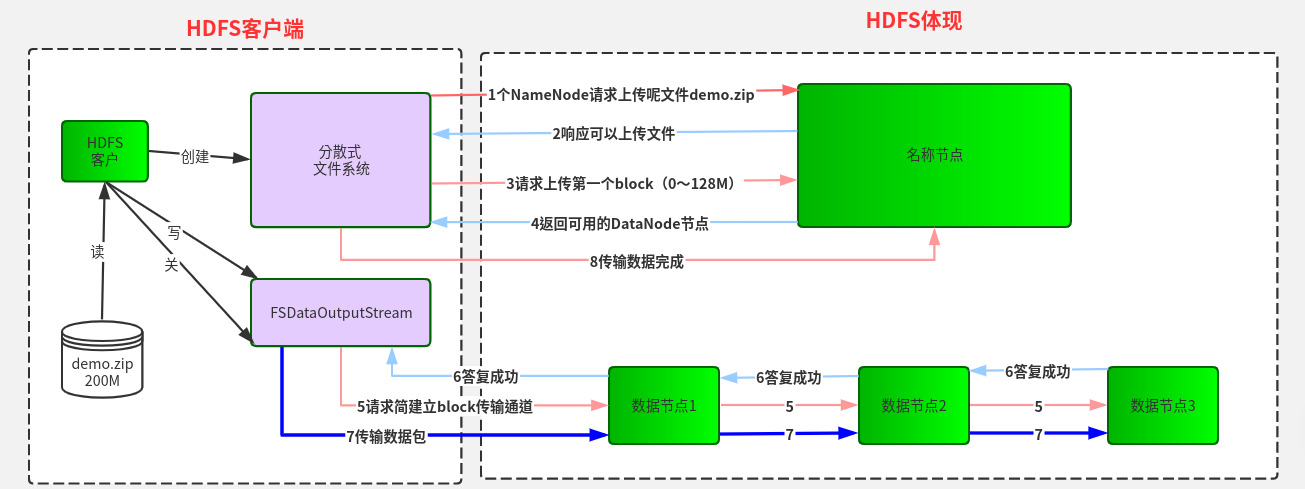 HDFS客户端
HDFS体现
1个NameNode请求上传呢文件demo.zip
2响应可以上传文件
HDFS
客户
创建
分散式
文件系统
名称节点
3请求上传第一个block（0～128M）
4返回可用的DataNode节点
写
读
关
8传输数据完成
FSDataOutputStream
demo.zip
200M
6答复成功
6答复成功
6答复成功
5请求简建立block传输通道
数据节点1
5
数据节点2
5
数据节点3
7传输数据包
7
7